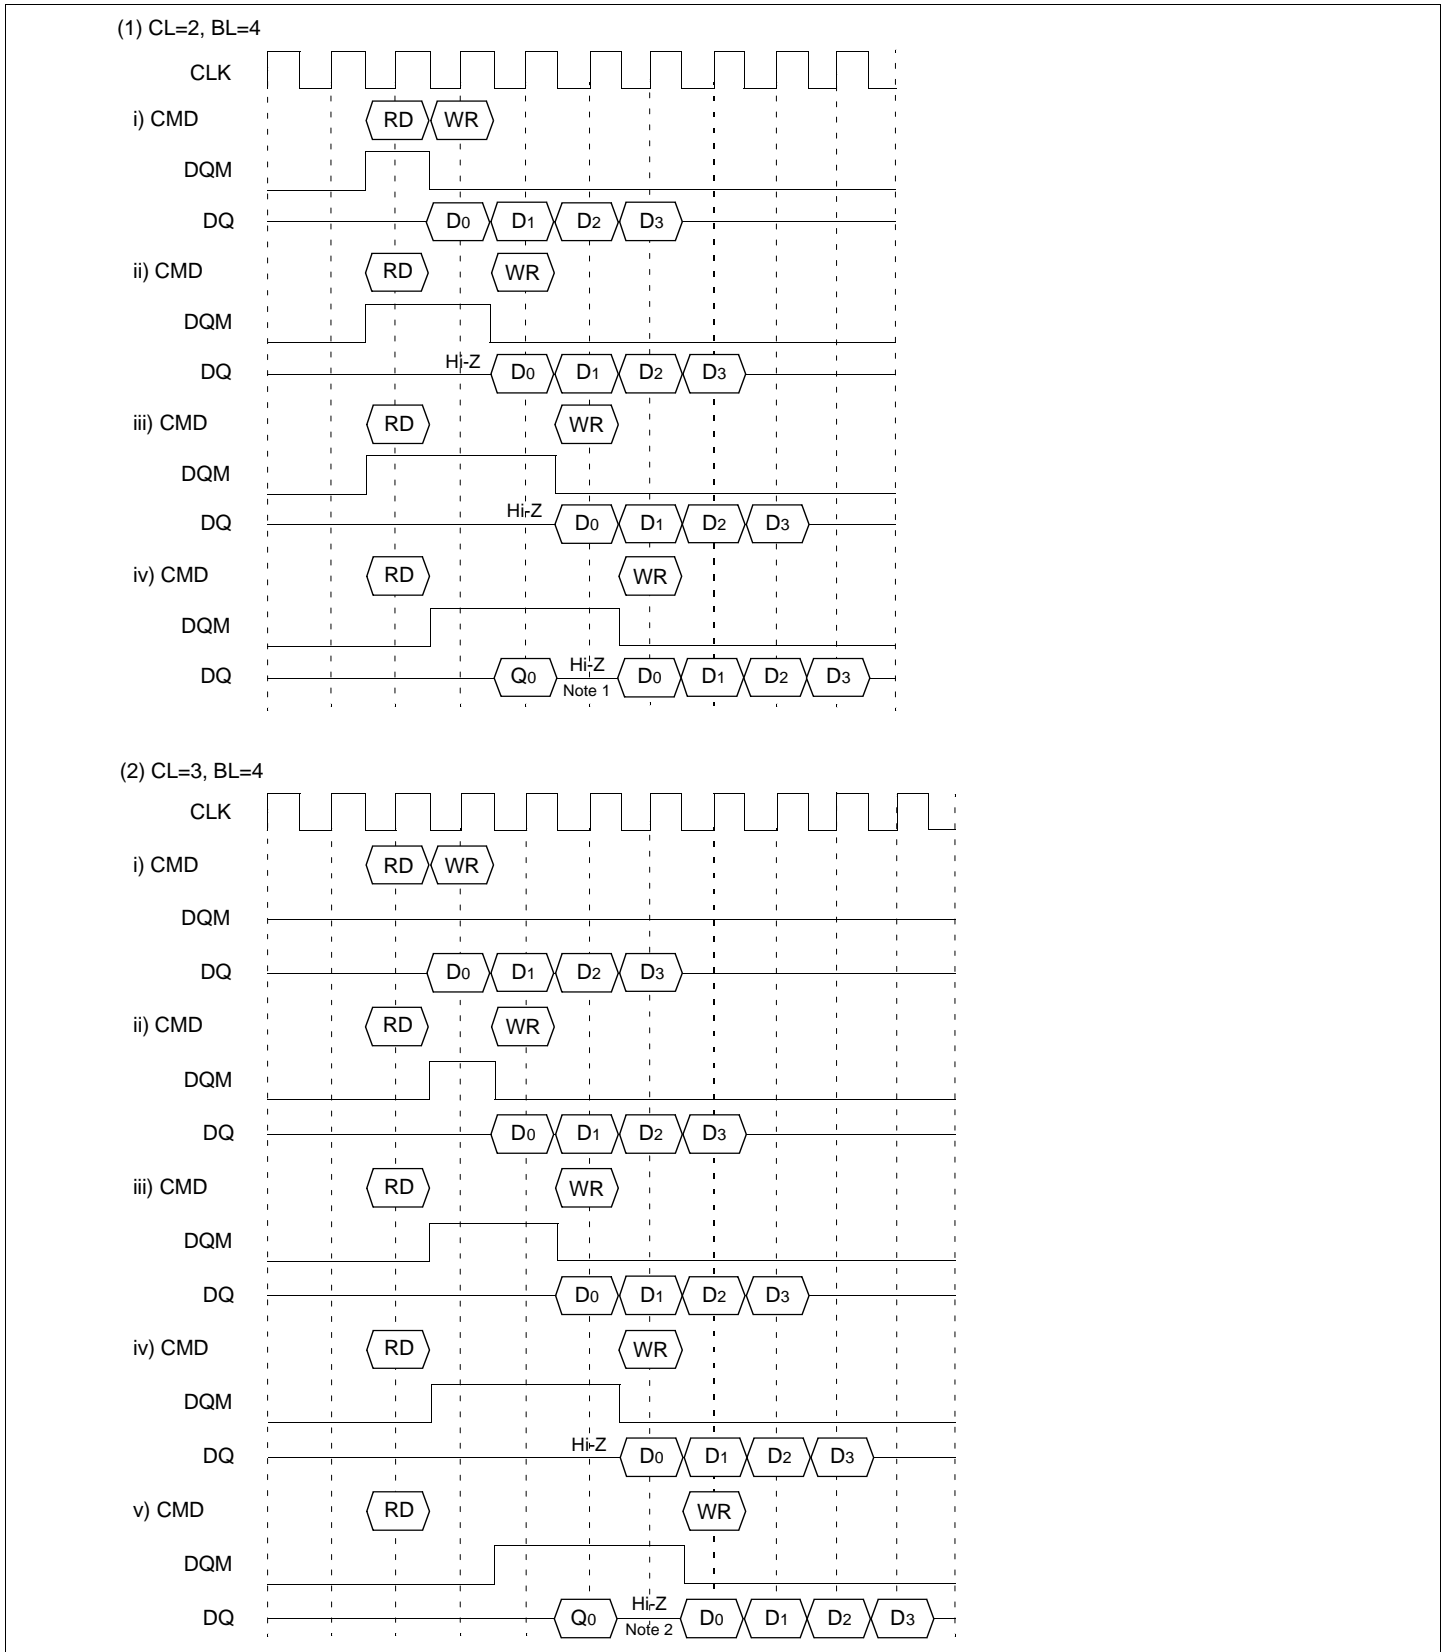 (1) CL=2, BL=4
CLK
i) CMD RD WR
DQM
DQ D0 D1 D2 D3
ii) CMD RD WR
DQM
DQ Hi-Z D0 D1 D2 D3
iii) CMD RD WR
DQM
DQ Hi-Z D0 D1 D2 D3
iv) CMD RD WR
DQM
DQ Q0 Hi-Z D0 D1 D2 D3
Note 1
(2) CL=3, BL=4
CLK
i) CMD RD WR
DQM
DQ D0 D1 D2 D3
ii) CMD RD WR
DQM
DQ D0 D1 D2 D3
iii) CMD RD WR
DQM
DQ D0 D1 D2 D3
iv) CMD RD WR
DQM
DQ Hi-Z D0 D1 D2 D3
v) CMD RD WR
DQM
DQ Q0 Hi-Z D0 D1 D2 D3
Note 2